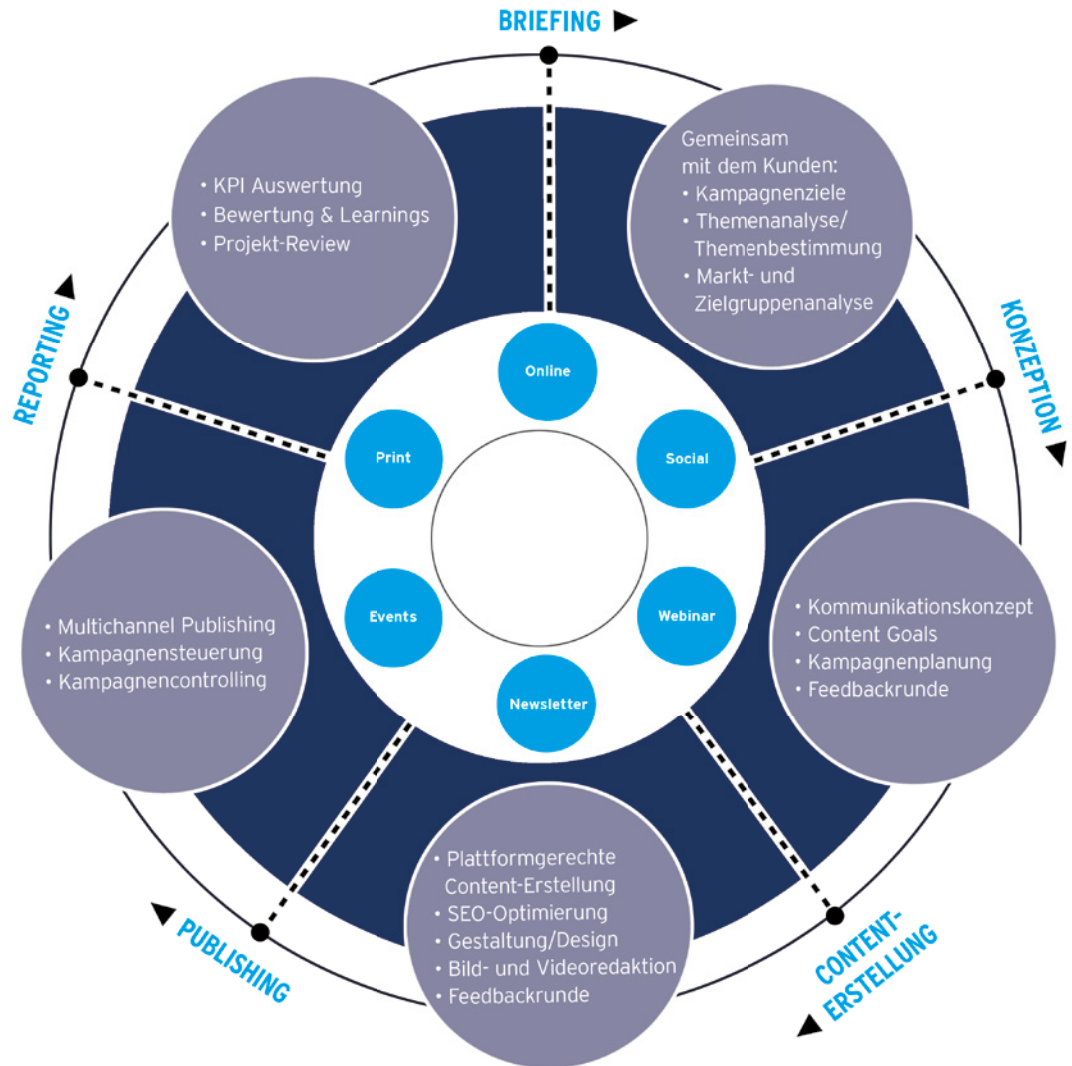 BRIEFING
Gemeinsam
mit dem Kunden:
• Kampagnenziele
• Themenanalyse/
Themenbestimmung
• Markt- und
Zielgruppenanalyse
KONZEPTION
• Kommunikationskonzept
• Content Goals
• Kampagnenplanung
• Feedbackrunde
CONTENT-
ERSTELLUNG
• Plattformgerechte
Content-Erstellung
• SEO-Optimierung
• Gestaltung/Design
• Bild- und Videoredaktion
• Feedbackrunde
PUBLISHING
• Multichannel Publishing
• Kampagnensteuerung
• Kampagnencontrolling
REPORTING
• KPI Auswertung
• Bewertung & Learnings
• Projekt-Review
Online
Social
Webinar
Newsletter
Events
Print